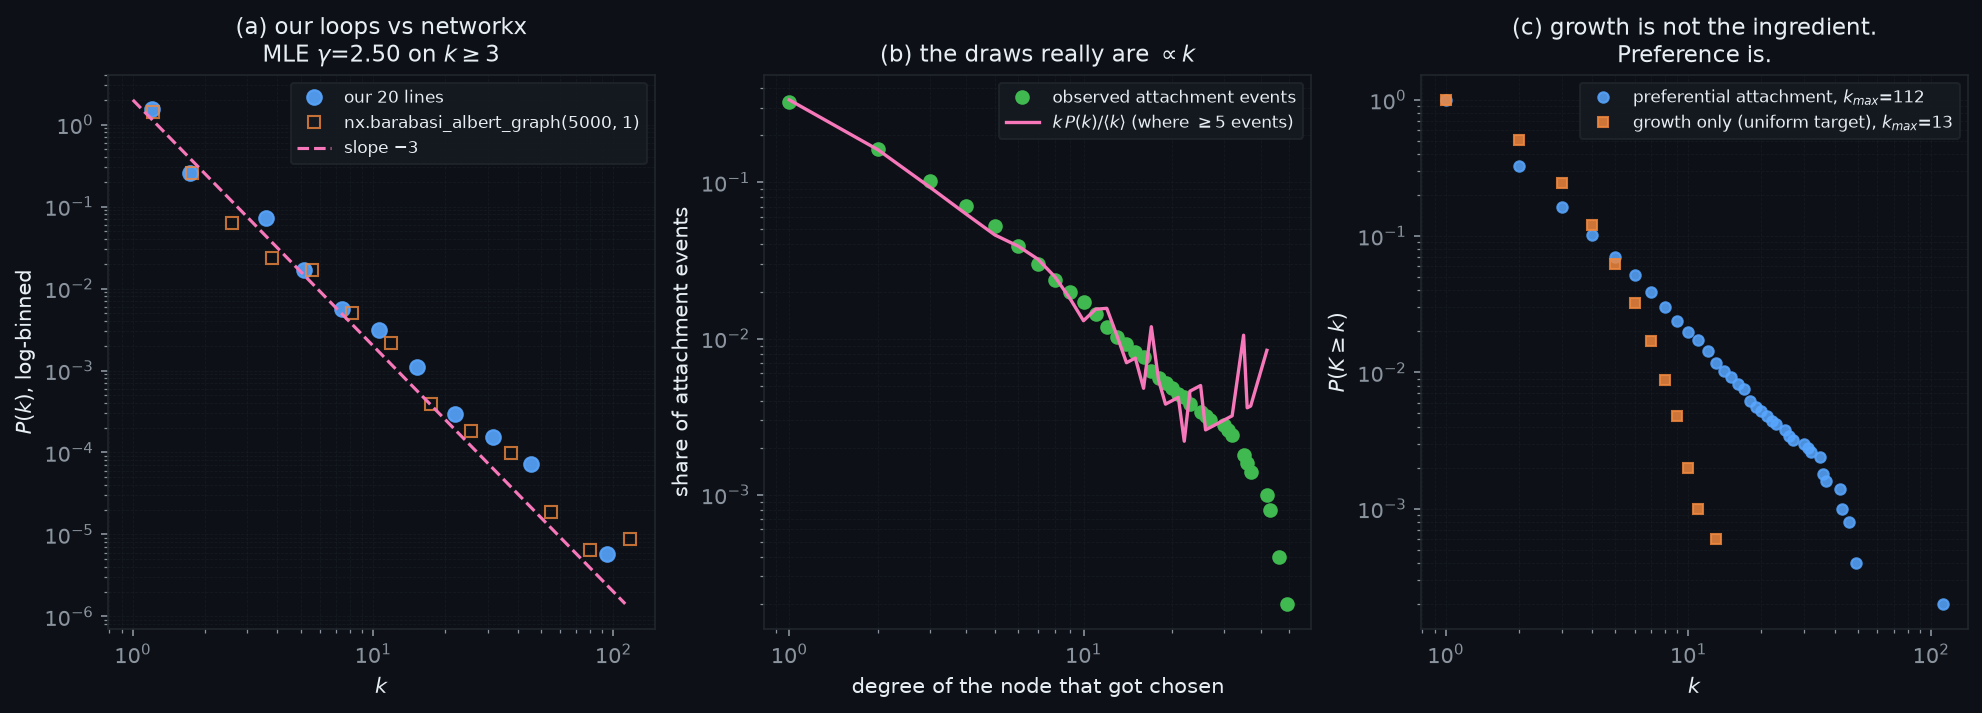 (a) our loops vs networkx
MLE γ=2.50 on k ≥ 3
our 20 lines
nx.barabasi_albert_graph(5000, 1)
slope −3
10⁰
10⁻¹
10⁻²
10⁻³
10⁻⁴
10⁻⁵
10⁻⁶
P(k), log-binned
10⁰
10¹
10²
k
(b) the draws really are ∝ k
observed attachment events
k P(k)/⟨k⟩ (where ≥ 5 events)
10⁻¹
10⁻²
10⁻³
share of attachment events
10⁰
10¹
degree of the node that got chosen
(c) growth is not the ingredient.
Preference is.
preferential attachment, kₘₐₓ=112
growth only (uniform target), kₘₐₓ=13
10⁰
10⁻¹
10⁻²
10⁻³
P(K ≥ k)
10⁰
10¹
10²
k